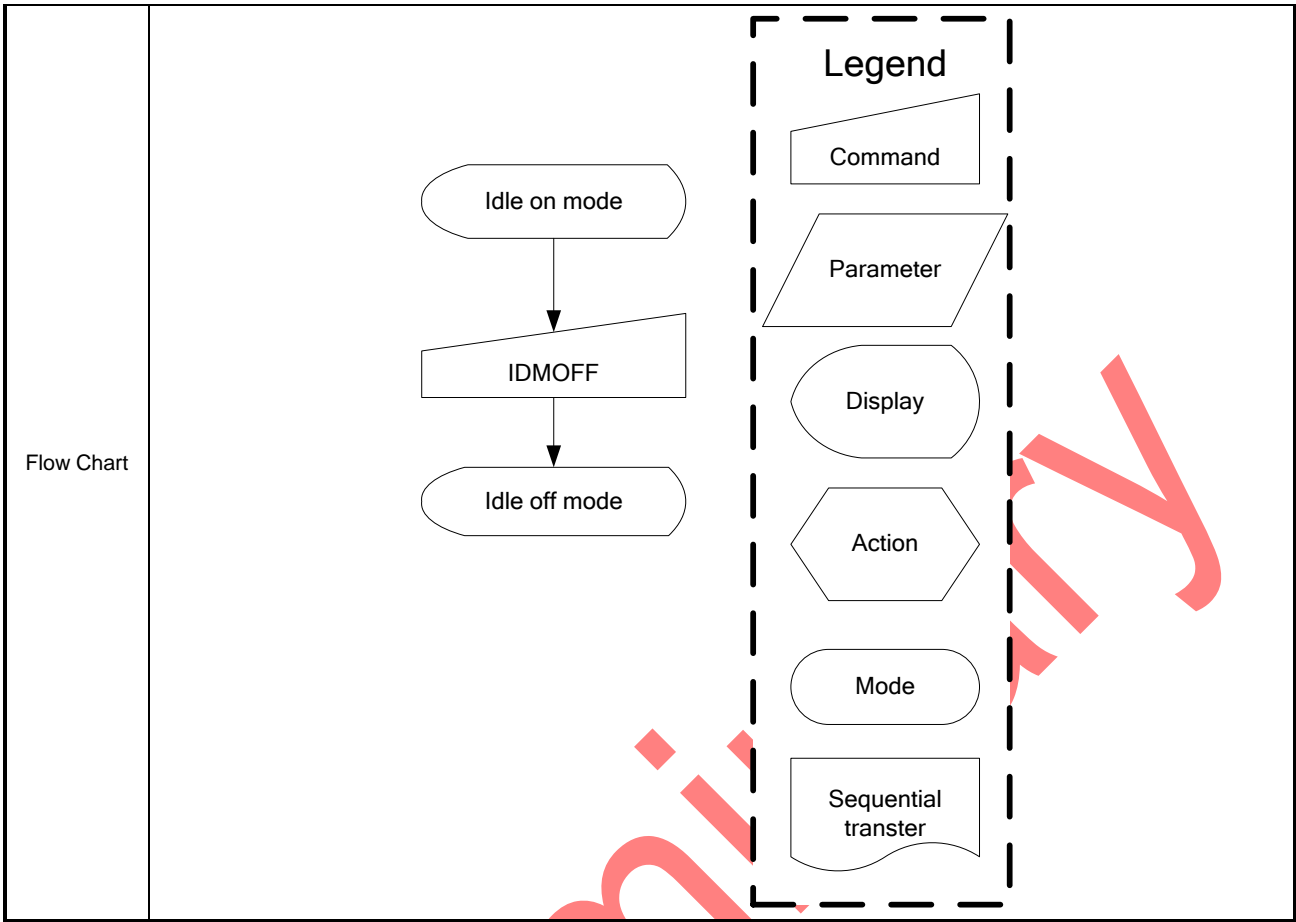 Flow Chart
Idle on mode
IDMOFF
Idle off mode
Legend
Command
Parameter
Display
Action
Mode
Sequential
transter